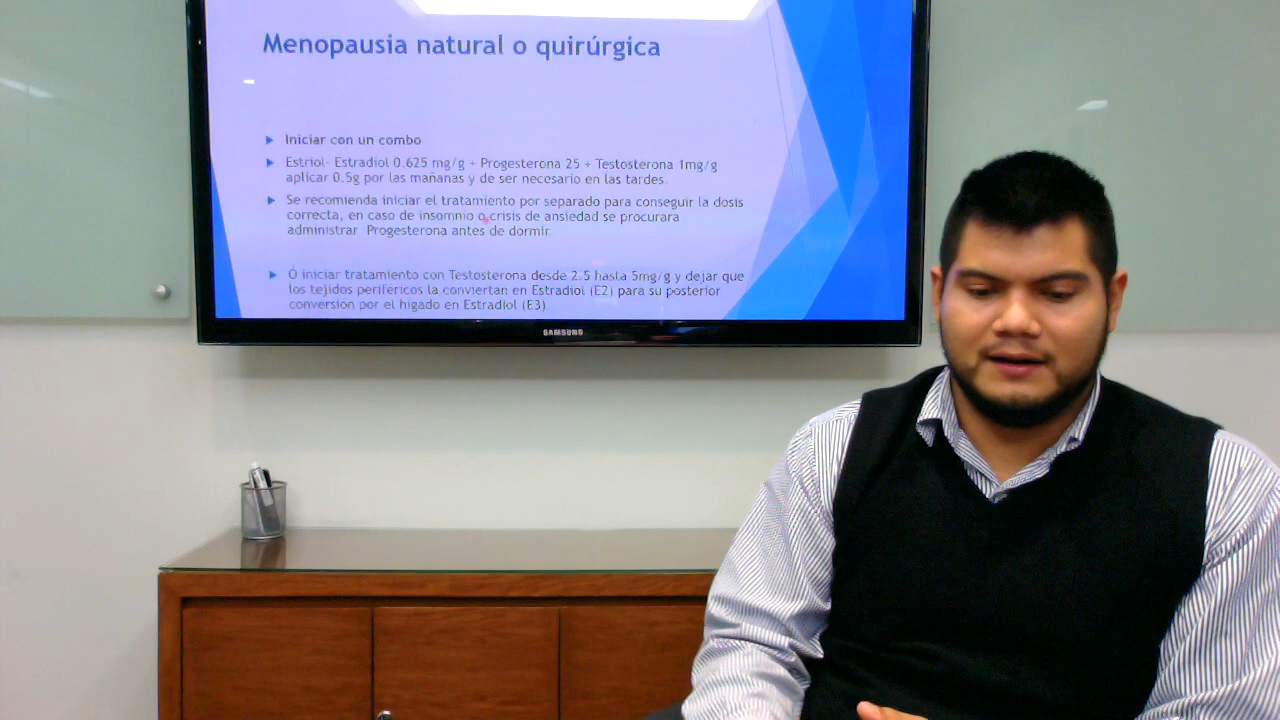 Menopausia natural o quirúrgica
Iniciar con un combo
Estriol- Estradiol 0.625 mg/g + Progesterona 25 + Testosterona 1mg/g
aplicar 0.5g por las mañanas y de ser necesario en las tardes.
Se recomienda iniciar el tratamiento por separado para conseguir la dosis
correcta, en caso de insomnio o crisis de ansiedad se procurara
administrar Progesterona antes de dormir.
O iniciar tratamiento con Testosterona desde 2.5 hasta 5mg/g y dejar que
los tejidos periféricos la conviertan en Estradiol (E2) para su posterior
conversión por el hígado en Estradiol (E3).
SAMSUNG